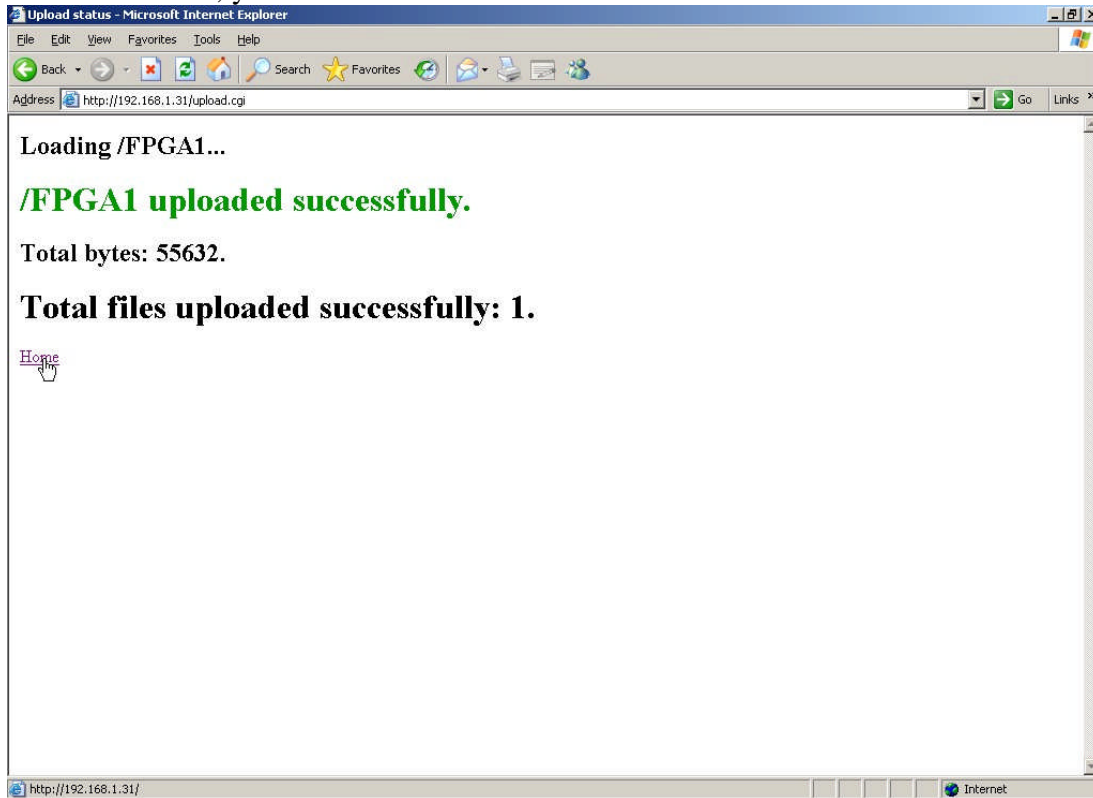 Upload status - Microsoft Internet Explorer
File Edit View Favorites Tools Help
Back Search Favorites
Address http://192.168.1.31/upload.cgi Go Links »
Loading /FPGA1...
/FPGA1 uploaded successfully.
Total bytes: 55632.
Total files uploaded successfully: 1.
Home
http://192.168.1.31/ Internet